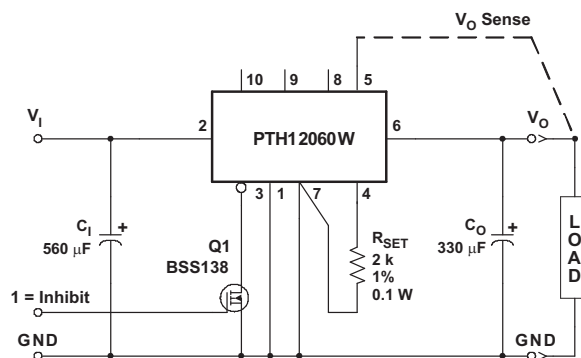 V_O Sense
10
9
8
5
V_I
2
PTH12060W
6
V_O
3
1
7
4
C_I
+
560 μF
Q1
BSS138
R_SET
2 k
1%
0.1 W
C_O
+
330 μF
LOAD
1 = Inhibit
GND
GND